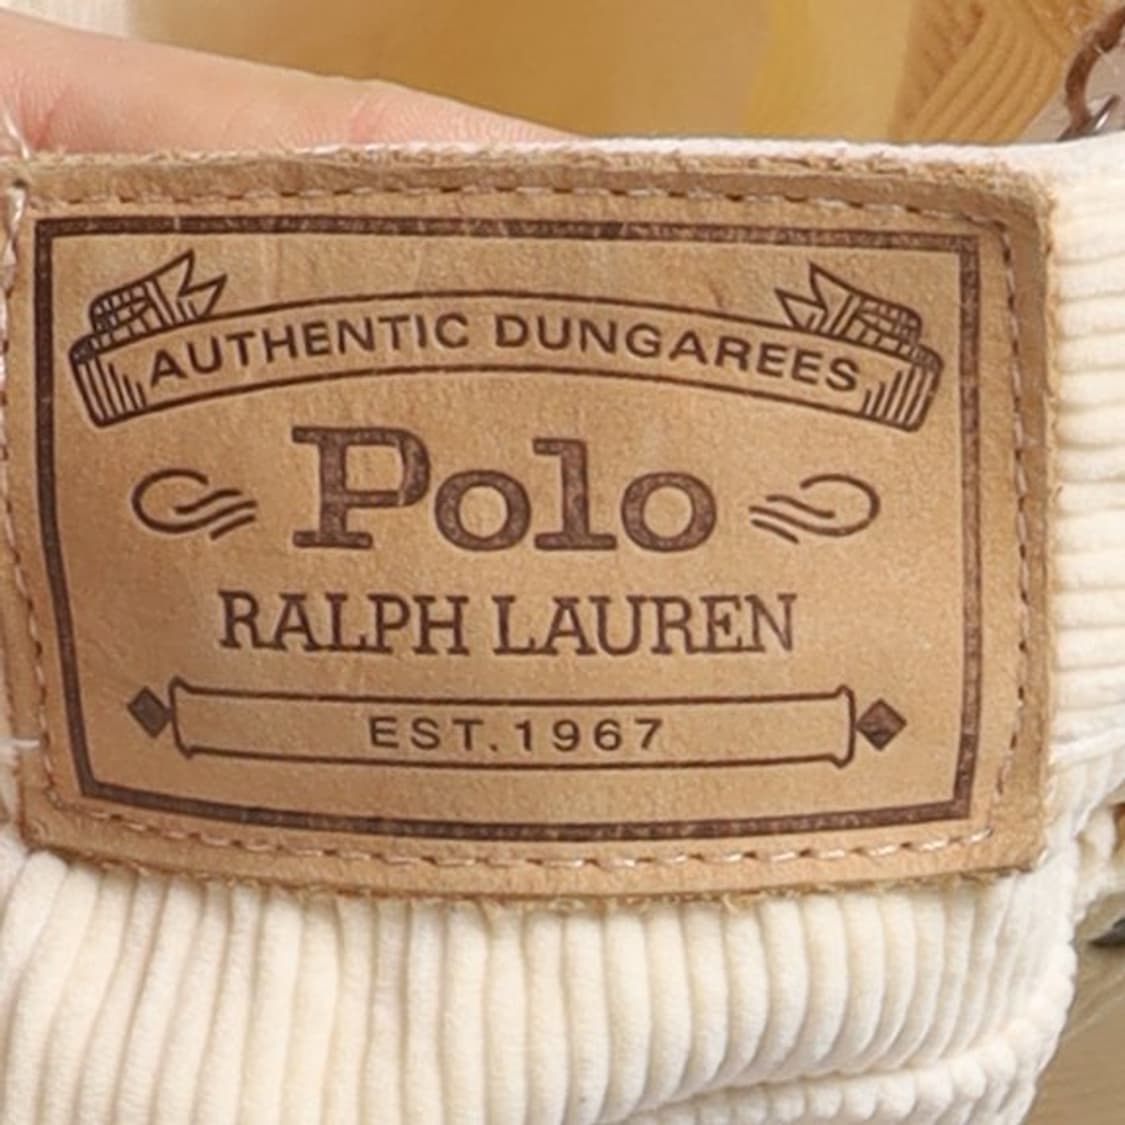 AUTHENTIC DUNGAREES
Polo
RALPH LAUREN
EST.1967